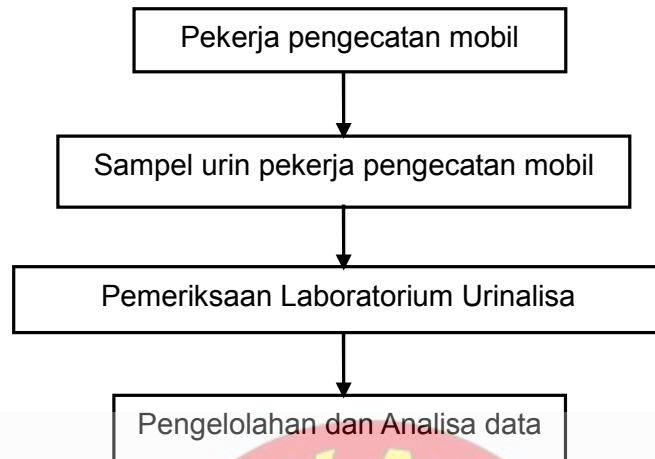 Pekerja pengecatan mobil
Sampel urin pekerja pengecatan mobil
Pemeriksaan Laboratorium Urinalisa
Pengelolahan dan Analisa data